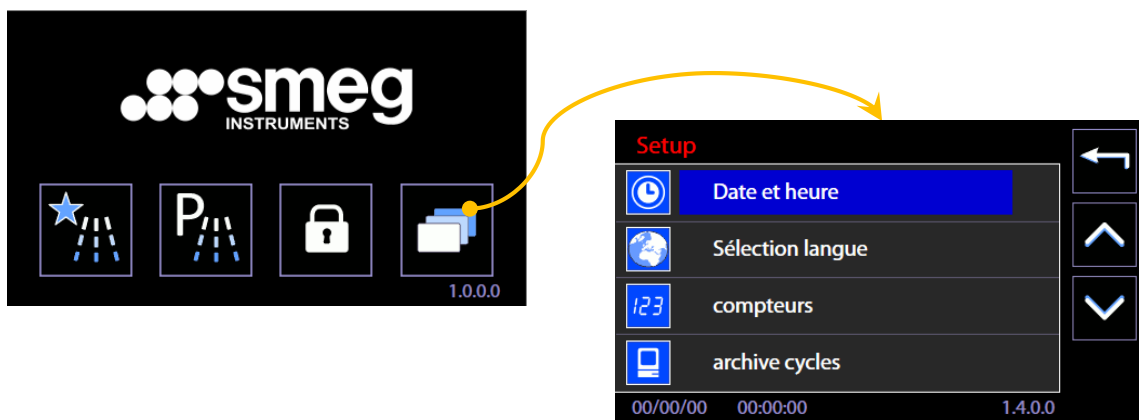 smeg
INSTRUMENTS
P
1.0.0.0
Setup
Date et heure
Sélection langue
123
compteurs
archive cycles
00/00/00 00:00:00 1.4.0.0